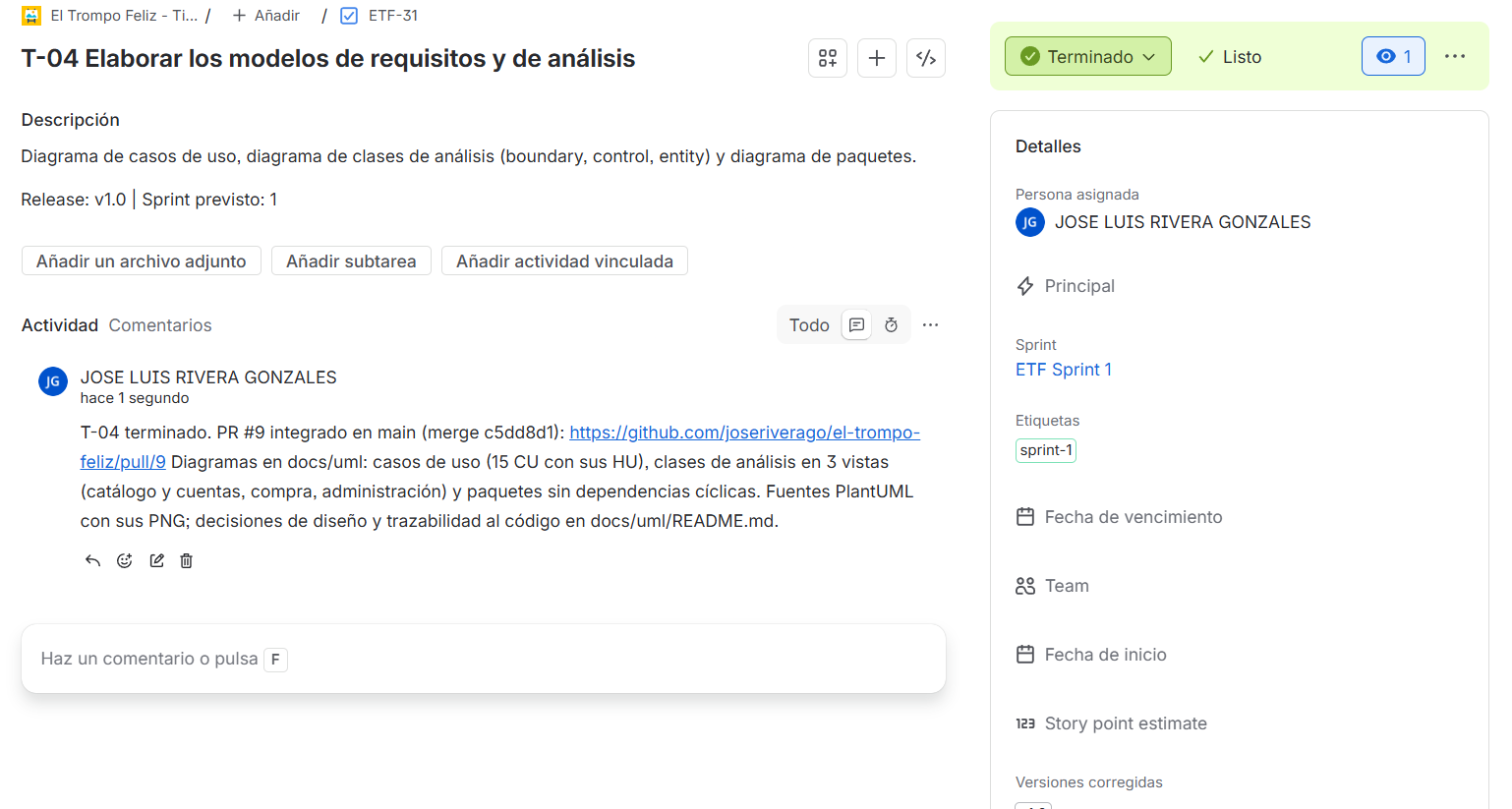 El Trompo Feliz - Ti... / + Añadir / ETF-31
T-04 Elaborar los modelos de requisitos y de análisis
Descripción
Diagrama de casos de uso, diagrama de clases de análisis (boundary, control, entity) y diagrama de paquetes.
Release: v1.0 | Sprint previsto: 1
Añadir un archivo adjunto Añadir subtarea Añadir actividad vinculada
Actividad Comentarios Todo
JG JOSE LUIS RIVERA GONZALES
hace 1 segundo
T-04 terminado. PR #9 integrado en main (merge c5dd8d1): https://github.com/joseriverago/el-trompo-
feliz/pull/9 Diagramas en docs/uml: casos de uso (15 CU con sus HU), clases de análisis en 3 vistas
(catálogo y cuentas, compra, administración) y paquetes sin dependencias cíclicas. Fuentes PlantUML
con sus PNG; decisiones de diseño y trazabilidad al código en docs/uml/README.md.
Haz un comentario o pulsa F
Terminado Listo 1
Detalles
Persona asignada
JG JOSE LUIS RIVERA GONZALES
Principal
Sprint
ETF Sprint 1
Etiquetas
sprint-1
Fecha de vencimiento
Team
Fecha de inicio
123 Story point estimate
Versiones corregidas